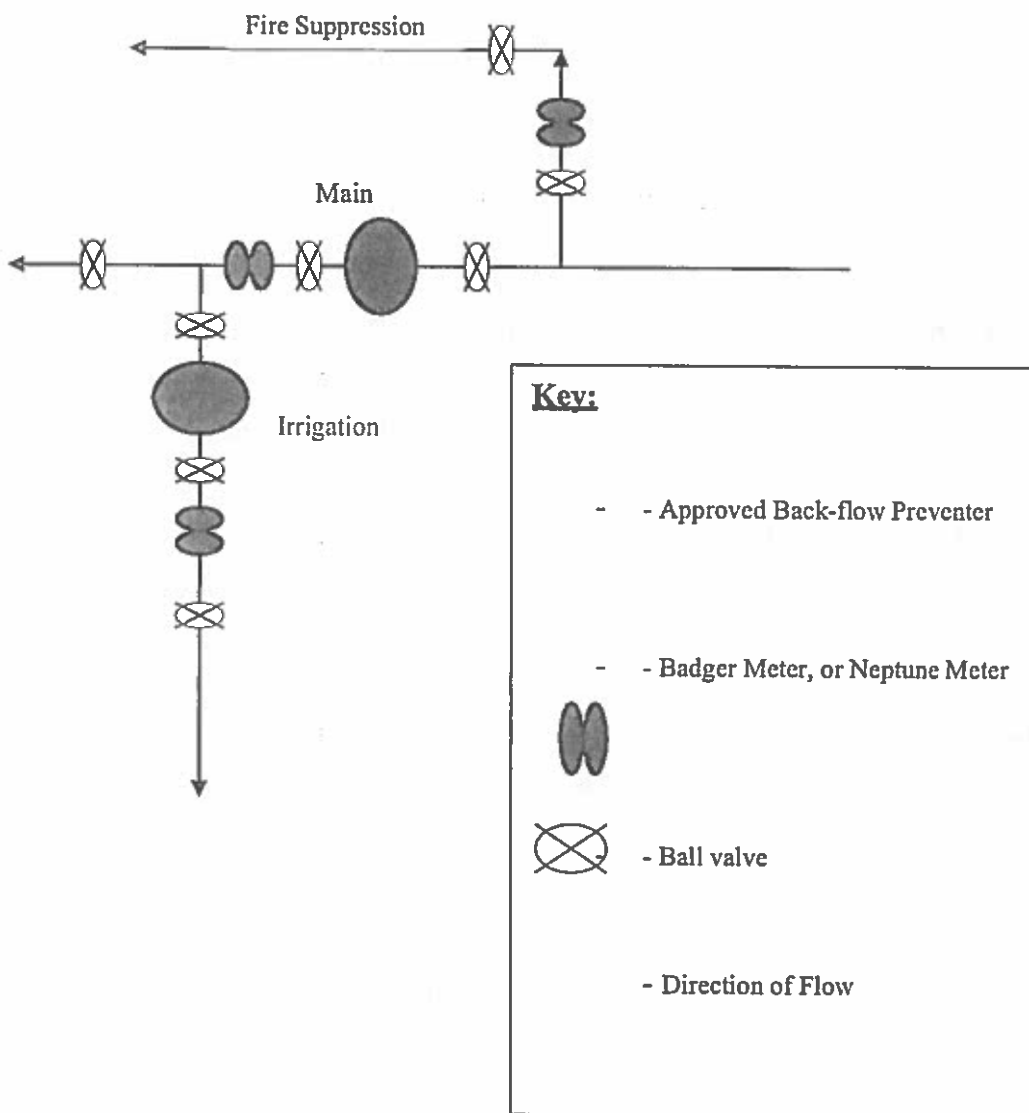 Fire Suppression
Main
Irrigation
Key:
- - Approved Back-flow Preventer
- - Badger Meter, or Neptune Meter
- - Ball valve
- Direction of Flow